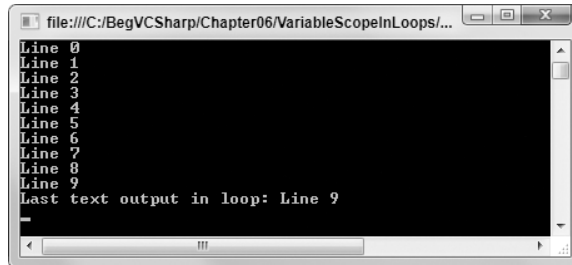 file:///C:/BegVCSharp/Chapter06/VariableScopeInLoops/...
Line 0
Line 1
Line 2
Line 3
Line 4
Line 5
Line 6
Line 7
Line 8
Line 9
Last text output in loop: Line 9